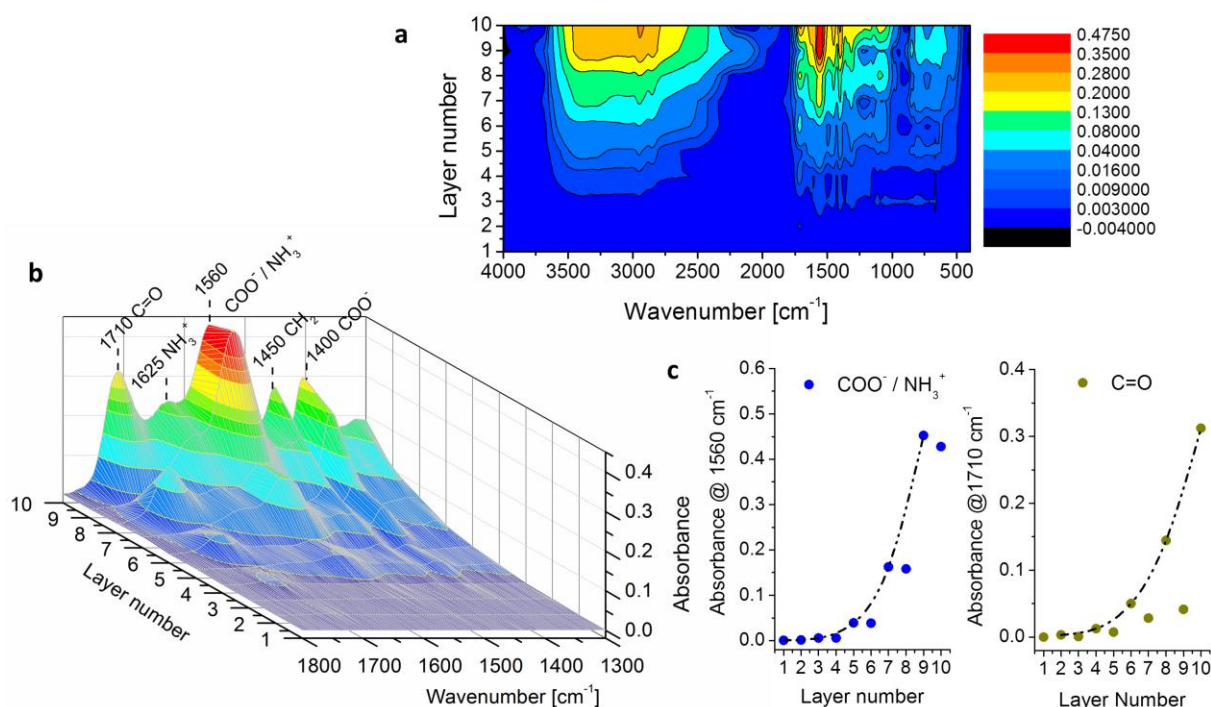 a
Layer number
10
9
8
7
6
5
4
3
2
1
4000 3500 3000 2500 2000 1500 1000 500
Wavenumber [cm⁻¹]
0.4750
0.3500
0.2800
0.2000
0.1300
0.08000
0.04000
0.01600
0.009000
0.003000
-0.004000
b
1710 C=O
1625 NH₃⁺
1560
COO⁻ / NH₃⁺
1450 CH₂
1400 COO⁻
10
9
8
7
6
5
4
3
2
1
Layer number
1800 1700 1600 1500 1400 1300
Wavenumber [cm⁻¹]
0.4
0.3
0.2
0.1
0.0
Absorbance
c
COO⁻ / NH₃⁺
Absorbance @ 1560 cm⁻¹
0.6
0.5
0.4
0.3
0.2
0.1
0.0
1 2 3 4 5 6 7 8 9 10
Layer number
C=O
Absorbance @1710 cm⁻¹
0.4
0.3
0.2
0.1
0.0
1 2 3 4 5 6 7 8 9 10
Layer Number